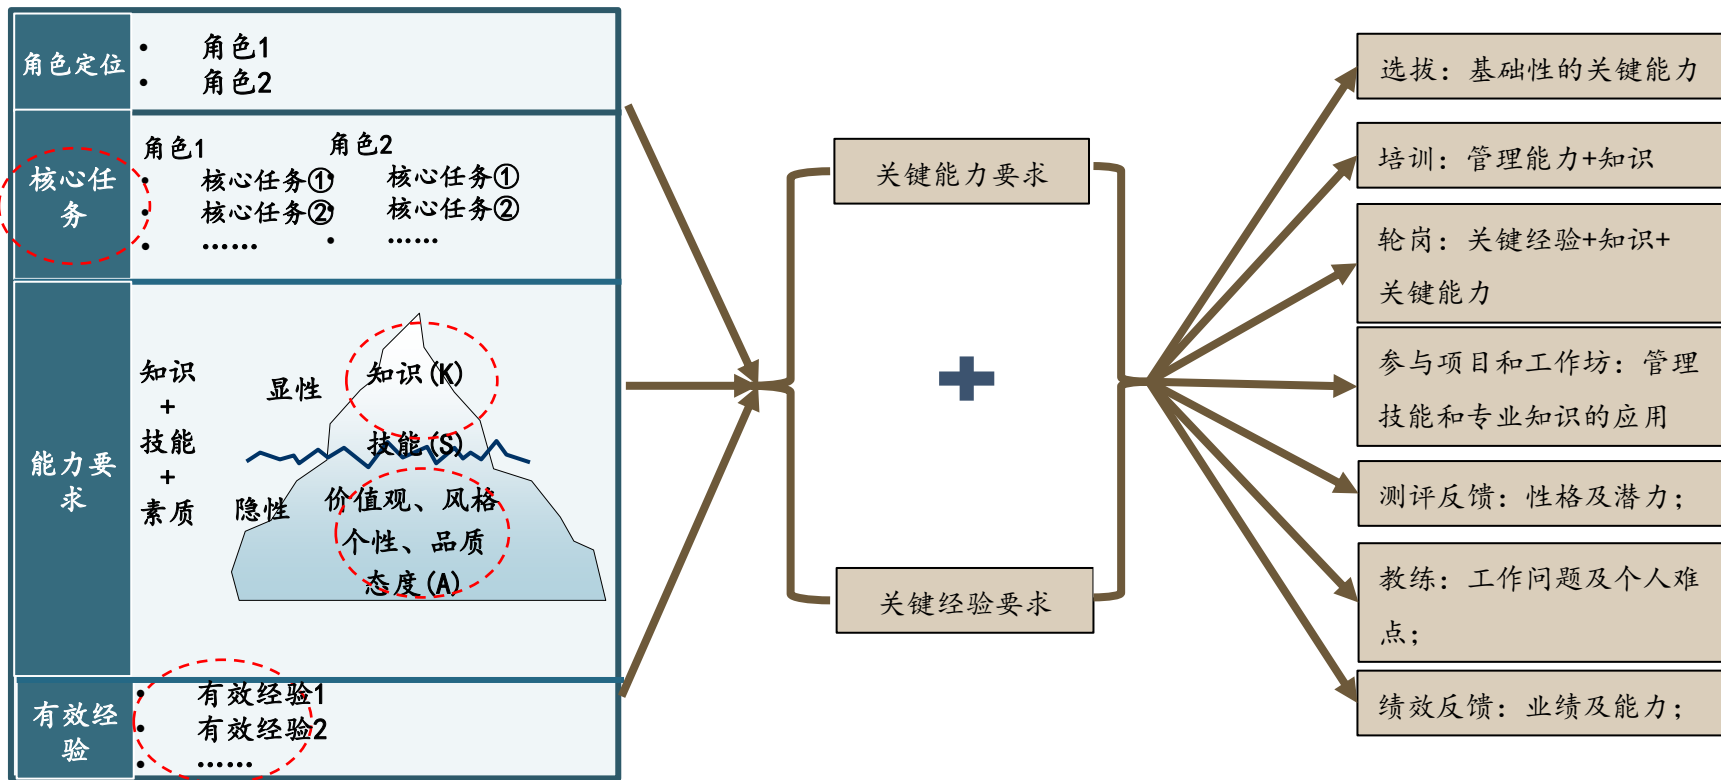 角色定位
• 角色1
• 角色2
核心任
务
角色1
• 核心任务①
• 核心任务②
• ……
角色2
• 核心任务①
• 核心任务②
• ……
能力要
求
知识
+
技能
+
素质
显性
隐性
知识(K)
技能(S)
价值观、风格
个性、品质
态度(A)
有效经
验
• 有效经验1
• 有效经验2
• ……
关键能力要求
关键经验要求
选拔：基础性的关键能力
培训：管理能力+知识
轮岗：关键经验+知识+
关键能力
参与项目和工作坊：管理
技能和专业知识的应用
测评反馈：性格及潜力；
教练：工作问题及个人难
点；
绩效反馈：业绩及能力；